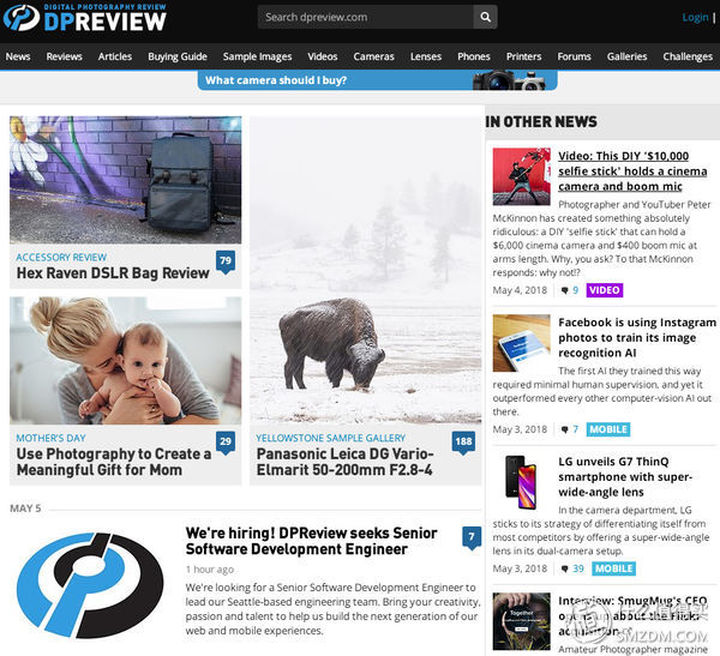 DIGITAL PHOTOGRAPHY REVIEW
DPREVIEW
Search dpreview.com
Login |
News Reviews Articles Buying Guide Sample Images Videos Cameras Lenses Phones Printers Forums Galleries Challenges
What camera should I buy?
ACCESSORY REVIEW
79
Hex Raven DSLR Bag Review
MOTHER'S DAY
29
Use Photography to Create a
Meaningful Gift for Mom
YELLOWSTONE SAMPLE GALLERY
188
Panasonic Leica DG Vario-
Elmarit 50-200mm F2.8-4
MAY 5
We're hiring! DPReview seeks Senior
Software Development Engineer
7
1 hour ago
We're looking for a Senior Software Development Engineer to
lead our Seattle-based engineering team. Bring your creativity,
passion and talent to help us build the next generation of our
web and mobile experiences.
IN OTHER NEWS
Video: This DIY '$10,000
selfie stick' holds a cinema
camera and boom mic
Photographer and YouTuber Peter
McKinnon has created something absolutely
ridiculous: a DIY 'selfie stick' that can hold a
$6,000 cinema camera and $400 boom mic at
arms length. Why, you ask? To that McKinnon
responds: why not!?
May 4, 2018 9 VIDEO
Facebook is using Instagram
photos to train its image
recognition AI
The first AI they trained this way
required minimal human supervision, and yet it
outperformed every other computer-vision AI out
there.
May 3, 2018 7 MOBILE
LG unveils G7 ThinQ
smartphone with super-
wide-angle lens
In the camera department, LG
sticks to its strategy of differentiating itself from
most competitors by offering a super-wide-angle
lens in its dual-camera setup.
May 3, 2018 39 MOBILE
Together
Interview: SmugMug's CEO
about the Flickr
acquisition
Amateur Photographer magazine
值 什么值得买
SMZDM.COM